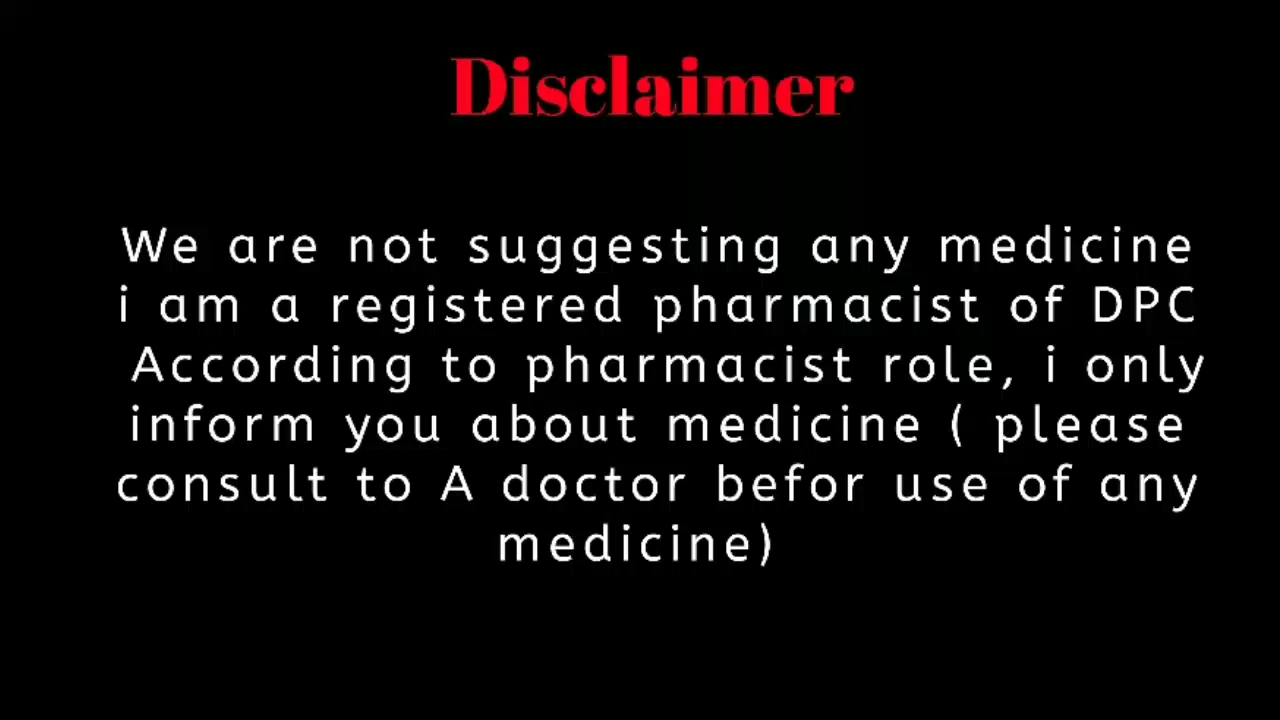 Disclaimer
We are not suggesting any medicine
i am a registered pharmacist of DPC
According to pharmacist role, i only
inform you about medicine ( please
consult to A doctor befor use of any
medicine)